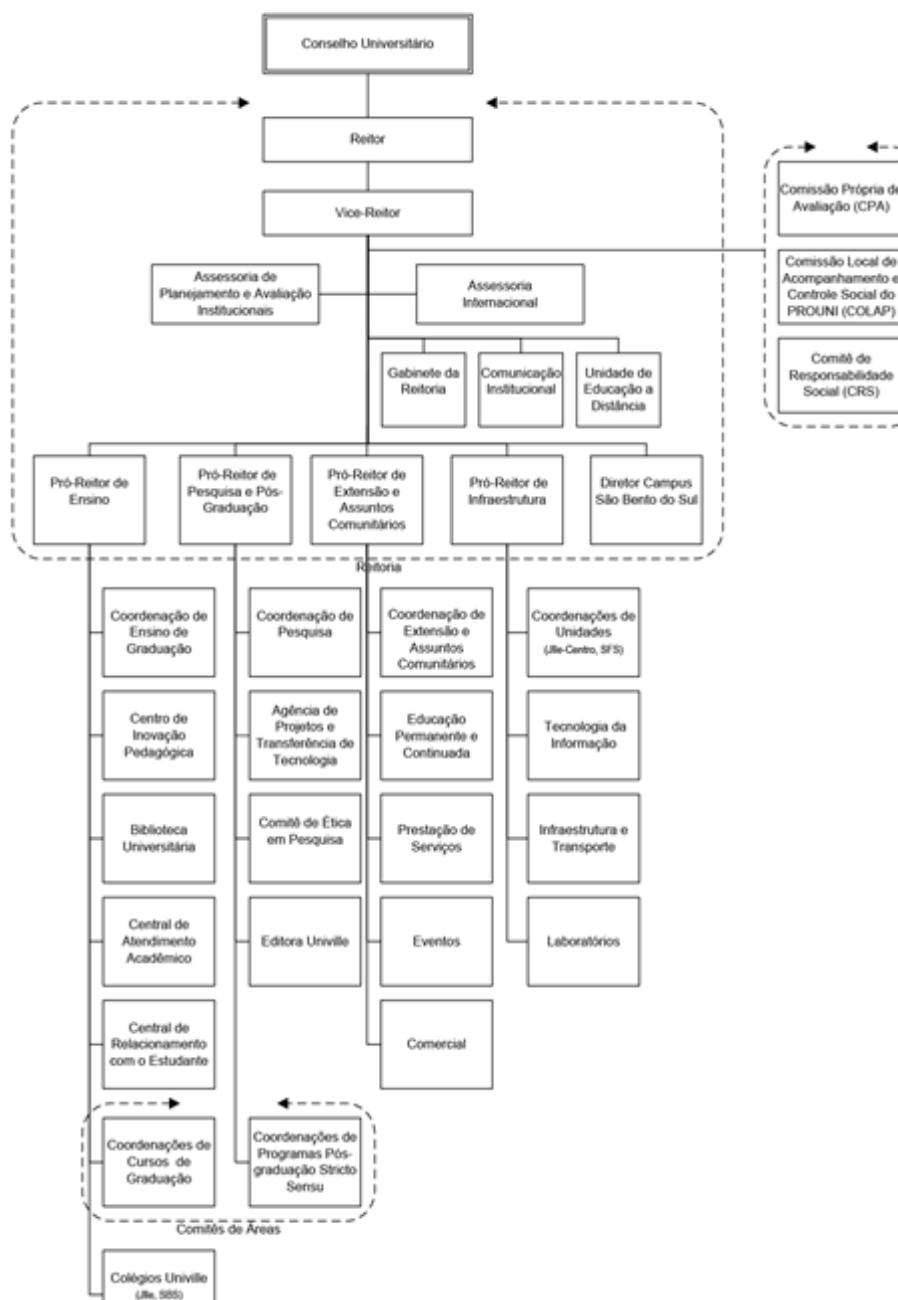 Conselho Universitário
Reitor
Vice-Reitor
Comissão Própria de
Avaliação (CPA)
Comissão Local de
Acompanhamento e
Controle Social do
PROUNI (COLAP)
Comitê de
Responsabilidade
Social (CRS)
Assessoria de
Planejamento e Avaliação
Institucionais
Assessoria
Internacional
Gabinete da
Reitoria
Comunicação
Institucional
Unidade de
Educação a
Distância
Pró-Reitor de
Ensino
Pró-Reitor de
Pesquisa e Pós-
Graduação
Pró-Reitor de
Extensão e
Assuntos
Comunitários
Pró-Reitor de
Infraestrutura
Diretor Campus
São Bento do Sul
Reitoria
Coordenação de
Ensino de
Graduação
Coordenação de
Pesquisa
Coordenação de
Extensão e
Assuntos
Comunitários
Coordenações de
Unidades
(Jlle-Centro, SFS)
Centro de
Inovação
Pedagógica
Agência de
Projetos e
Transferência de
Tecnologia
Educação
Permanente e
Continuada
Tecnologia da
Informação
Biblioteca
Universitária
Comitê de Ética
em Pesquisa
Prestação de
Serviços
Infraestrutura e
Transporte
Central de
Atendimento
Acadêmico
Editora Univille
Eventos
Laboratórios
Central de
Relacionamento
com o Estudante
Comercial
Coordenações de
Cursos de
Graduação
Coordenações de
Programas Pós-
graduação Stricto
Sensu
Comitês de Áreas
Colégios Univille
(Jlle, SBS)